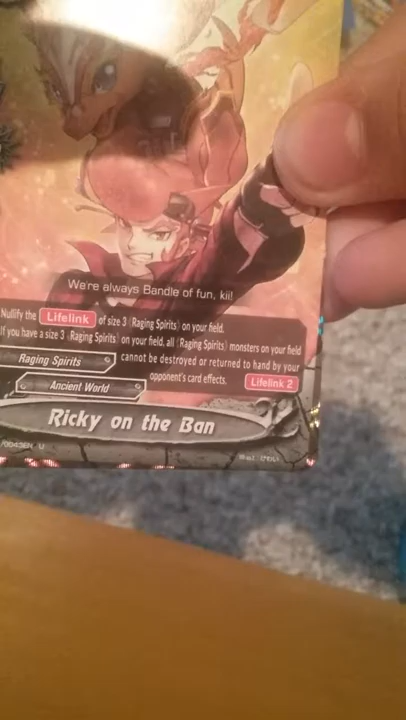 We're always Bandle of fun, kii!
Nullify the Lifelink of size 3 《Raging Spirits》 on your field.
If you have a size 3 《Raging Spirits》 on your field, all 《Raging Spirits》 monsters on your field
cannot be destroyed or returned to hand by your
opponent's card effects. Lifelink 2
Raging Spirits
Ancient World
Ricky on the Ban
/0043EN U